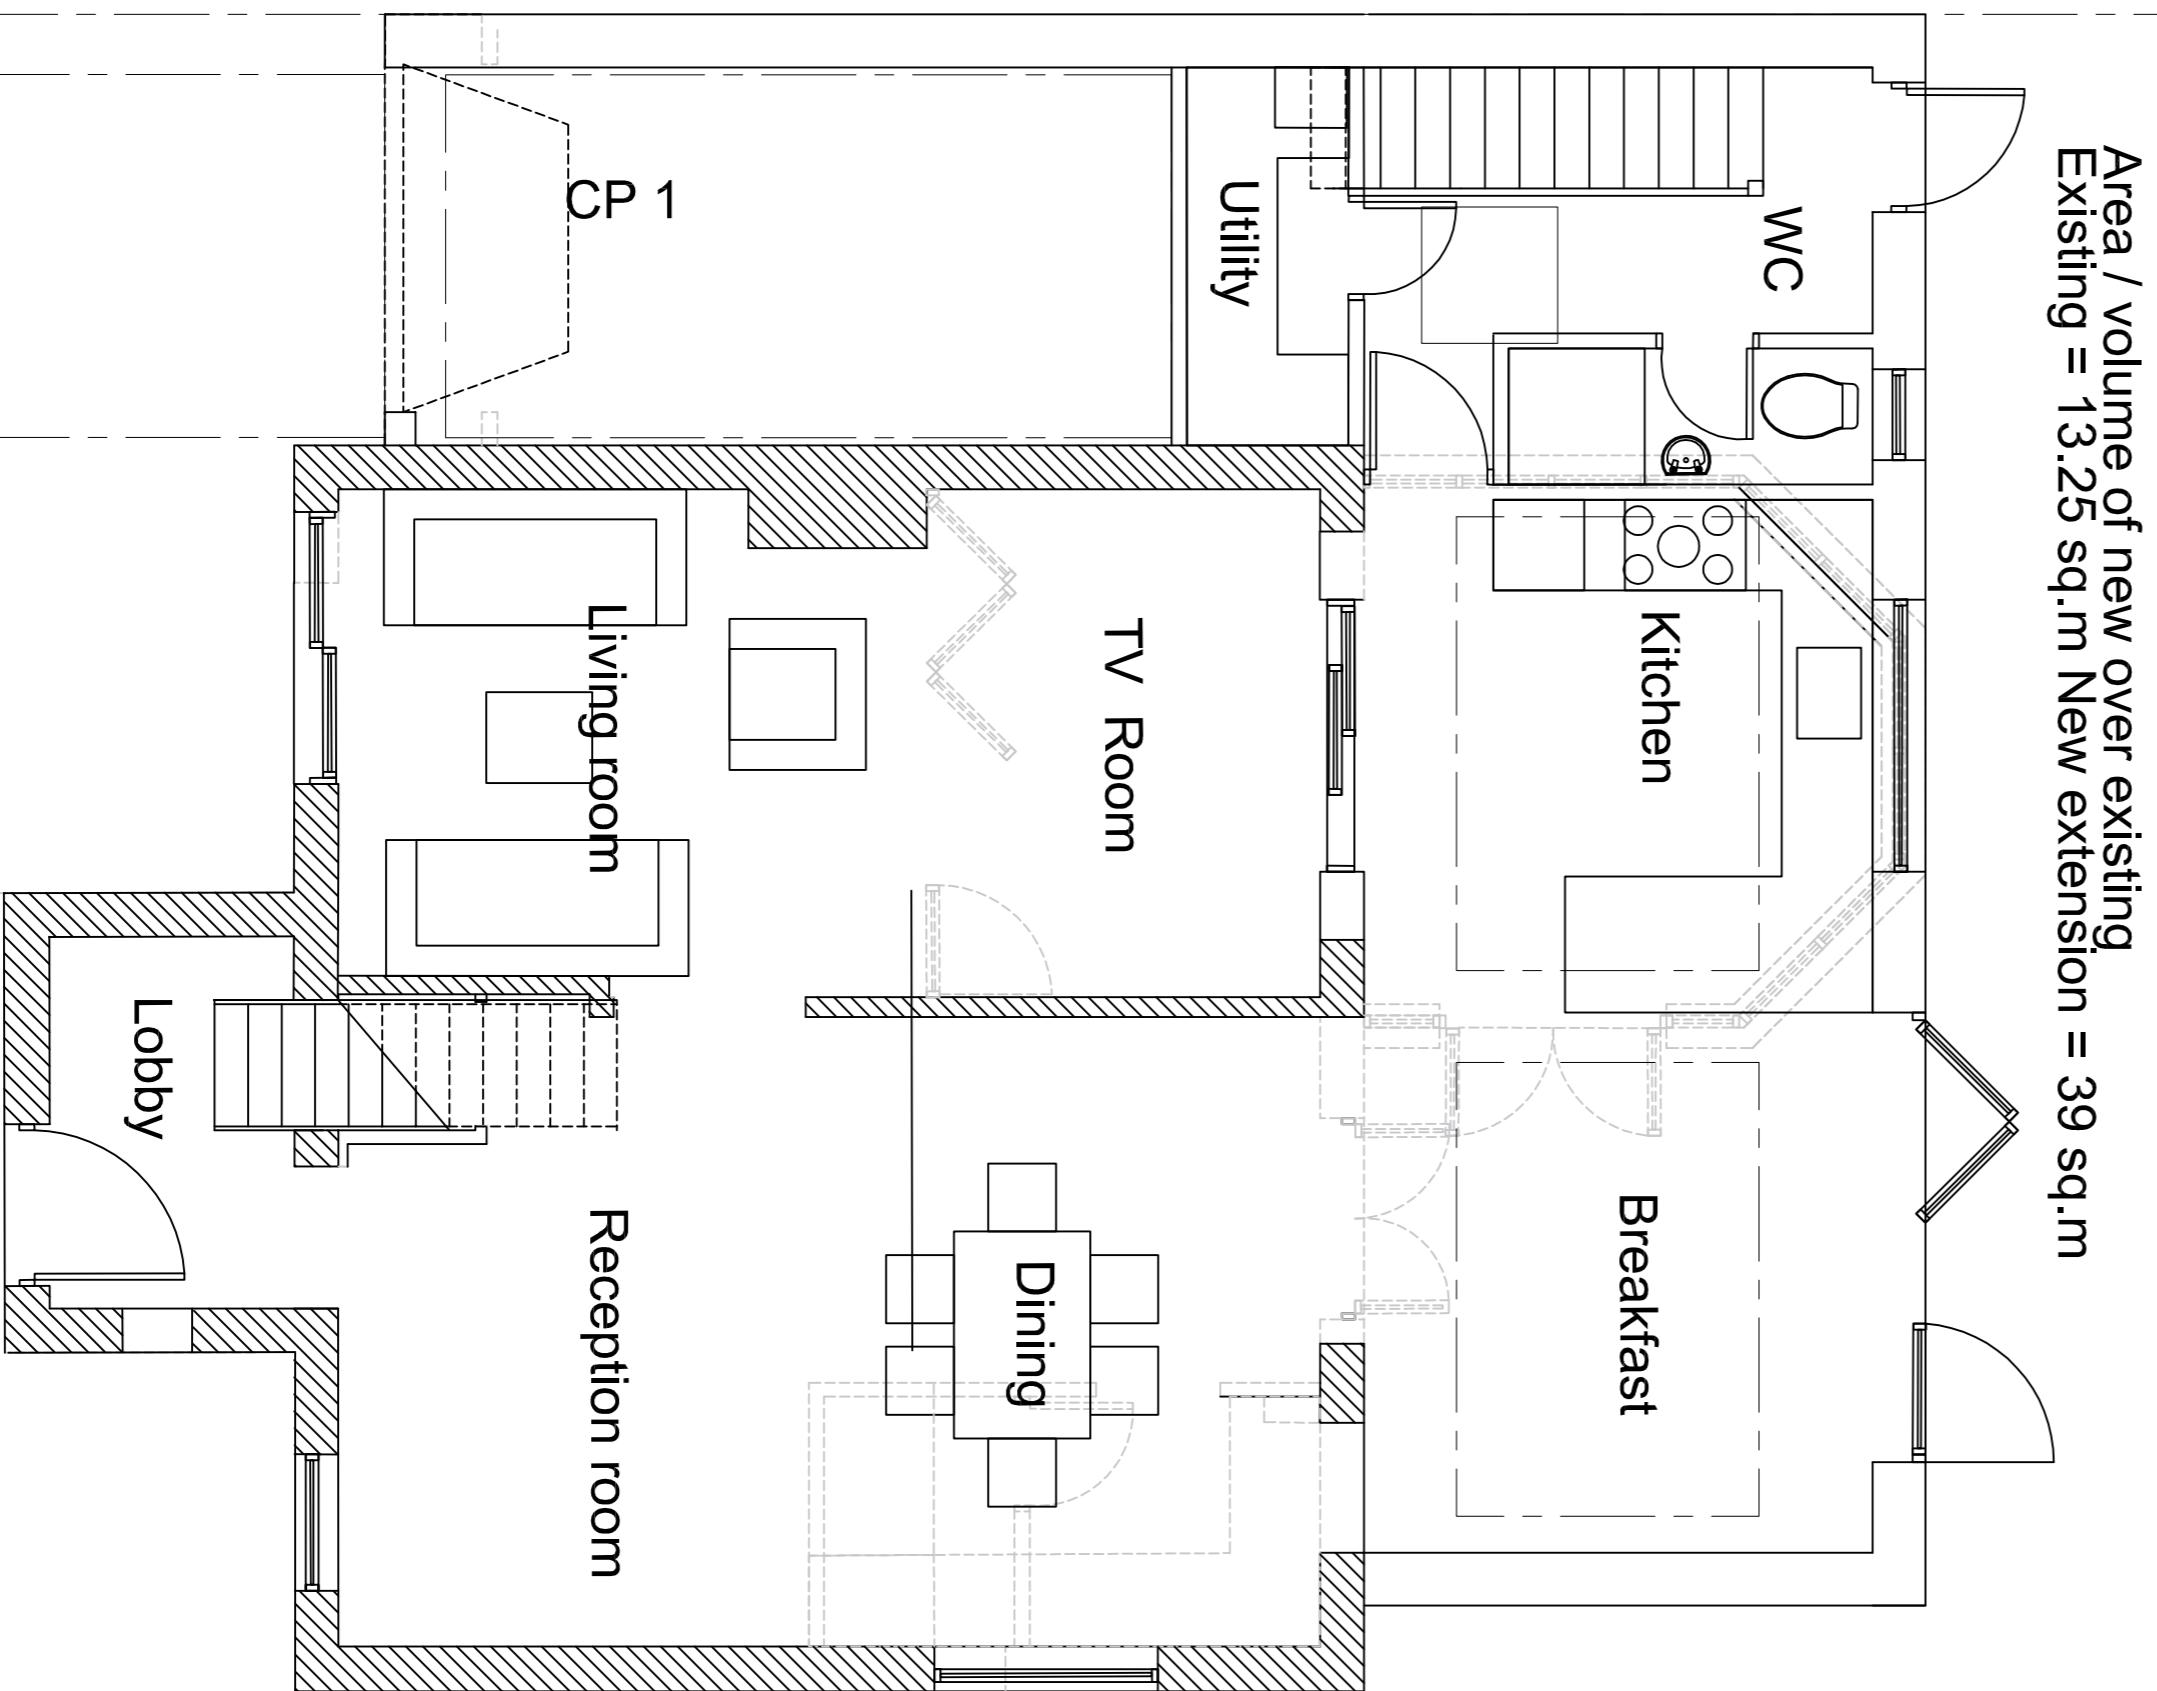 Area / volume of new over existing
Existing = 13.25 sq.m New extension = 39 sq.m
WC
Utility
CP 1
Kitchen
TV Room
Living room
Lobby
Breakfast
Dining
Reception room